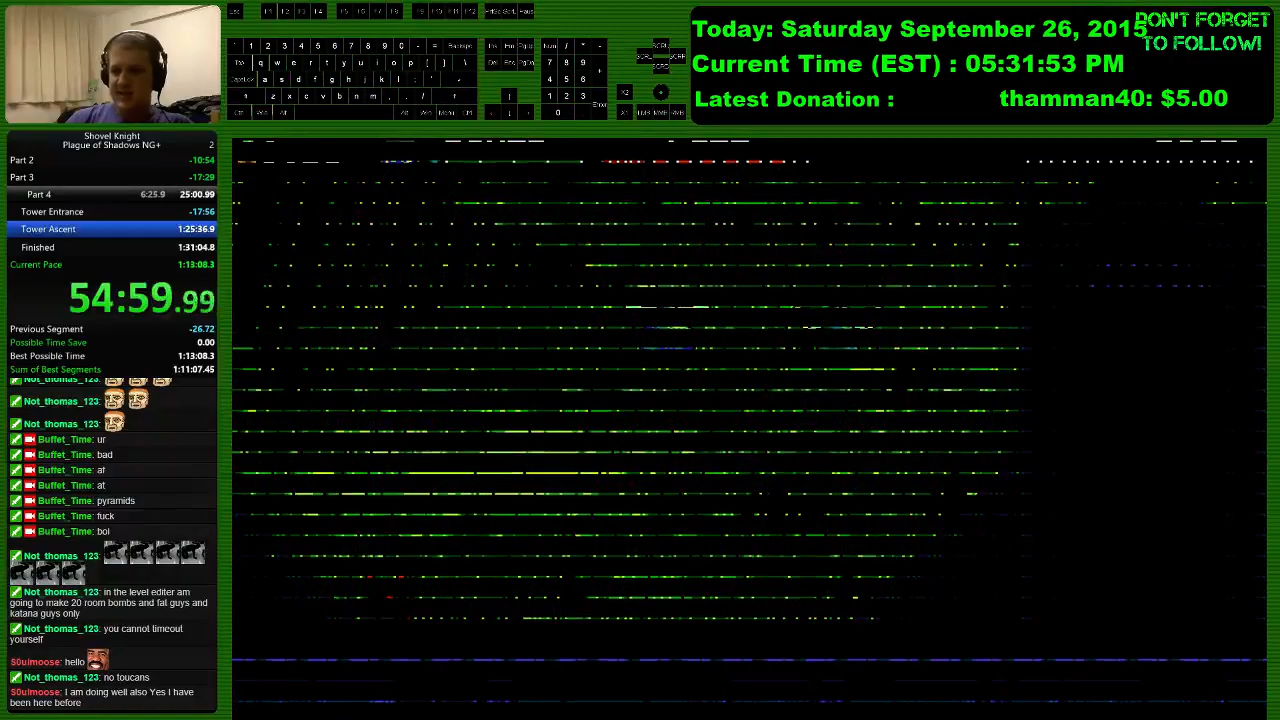 Today: Saturday September 26, 2015
DON'T FORGET
TO FOLLOW!
Current Time (EST) : 05:31:53 PM
Latest Donation : thamman40: $5.00
Shovel Knight
Plague of Shadows NG+ 2
Part 2 -10:54
Part 3 -17:29
Part 4 6:25.9 25:00.99
Tower Entrance -17:56
Tower Ascent 1:25:36.9
Finished 1:31:04.8
Current Pace 1:13:08.3
54:59.99
Previous Segment -26.72
Possible Time Save 0.00
Best Possible Time 1:13:08.3
Sum of Best Segments 1:11:07.45
Not_thomas_123:
Not_thomas_123:
Not_thomas_123:
Buffet_Time: ur
Buffet_Time: bad
Buffet_Time: af
Buffet_Time: at
Buffet_Time: pyramids
Buffet_Time: fuck
Buffet_Time: boi
Not_thomas_123:
Not_thomas_123: in the level editer am
going to make 20 room bombs and fat guys and
katana guys only
Not_thomas_123: you cannot timeout
yourself
S0ulmoose: hello
Not_thomas_123: no toucans
S0ulmoose: I am doing well also Yes I have
been here before